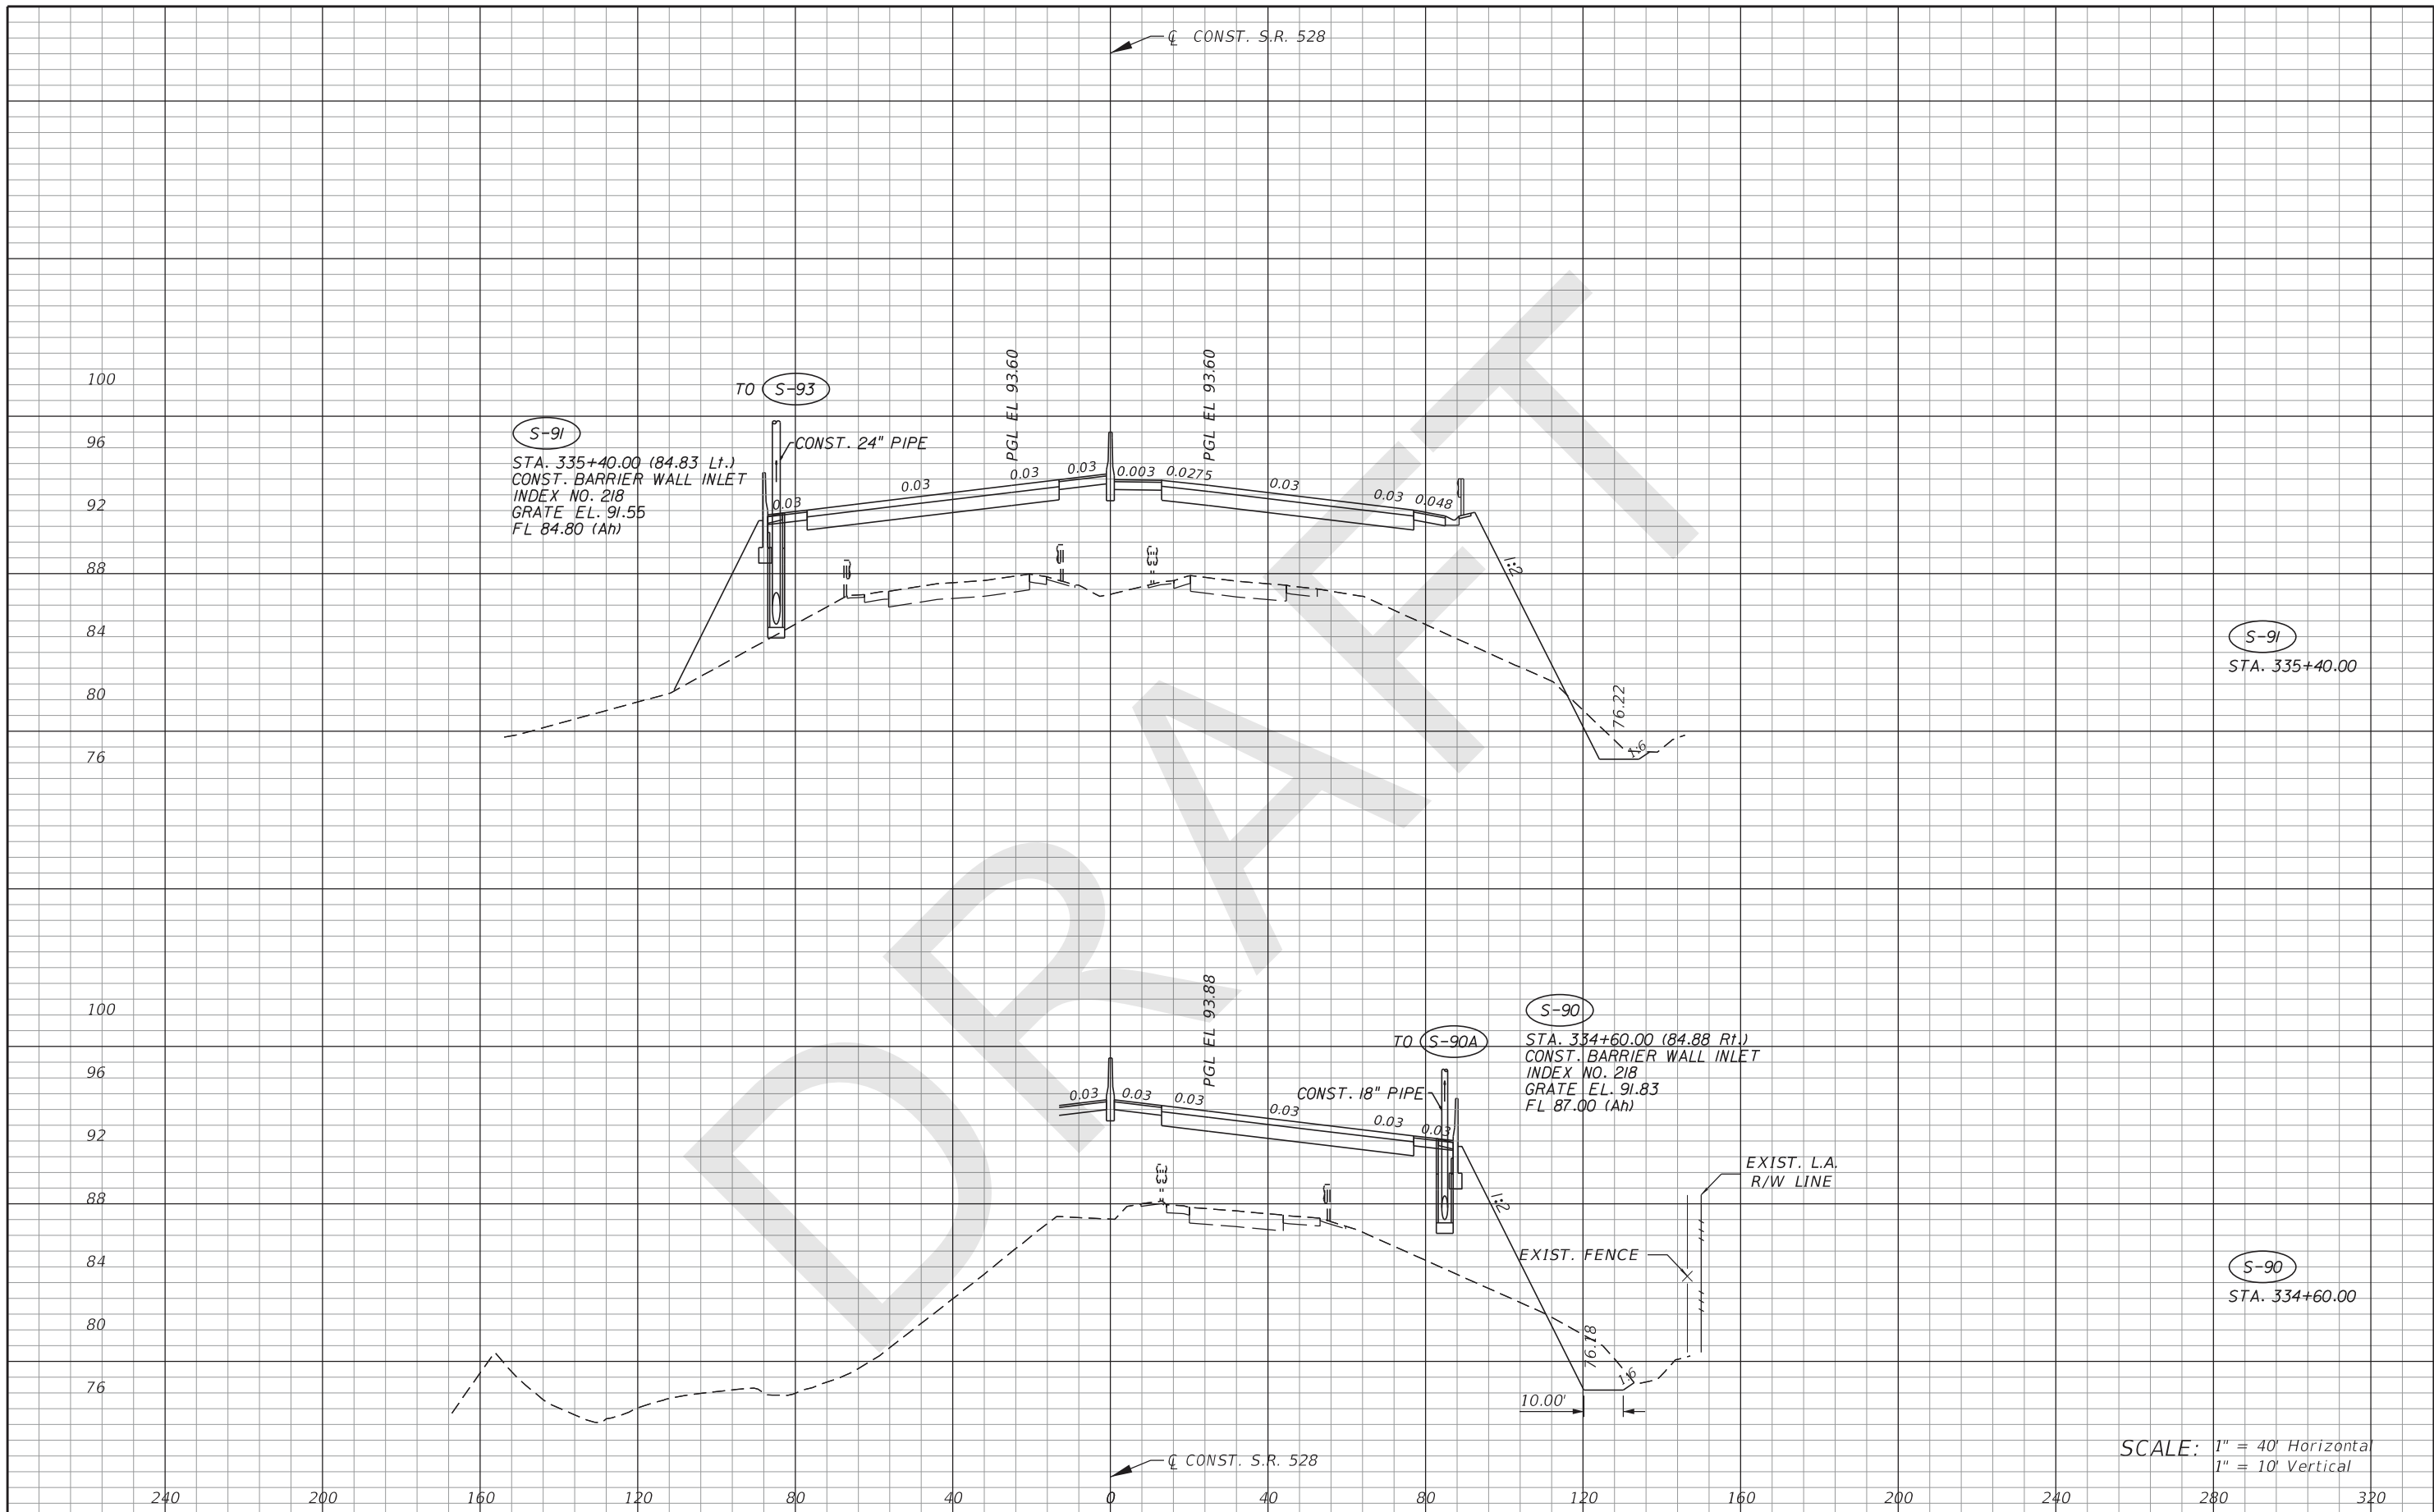 ℄ CONST. S.R. 528
100
96
92
88
84
80
76
TO S-93
S-91
STA. 335+40.00 (84.83 Lt.)
CONST. BARRIER WALL INLET
INDEX NO. 218
GRATE EL. 91.55
FL 84.80 (Ah)
CONST. 24" PIPE
PGL EL 93.60
PGL EL 93.60
0.03
0.03
0.03
0.03
0.003
0.0275
0.03
0.03
0.048
1:2
76.22
1:6
S-91
STA. 335+40.00
DRAFT
100
96
92
88
84
80
76
PGL EL 93.88
TO S-90A
S-90
STA. 334+60.00 (84.88 Rt.)
CONST. BARRIER WALL INLET
INDEX NO. 218
GRATE EL. 91.83
FL 87.00 (Ah)
CONST. 18" PIPE
0.03
0.03
0.03
0.03
0.03
0.03
1:2
EXIST. L.A.
R/W LINE
EXIST. FENCE
76.18
1:6
10.00'
S-90
STA. 334+60.00
℄ CONST. S.R. 528
SCALE: 1" = 40' Horizontal
1" = 10' Vertical
240 200 160 120 80 40 0 40 80 120 160 200 240 280 320